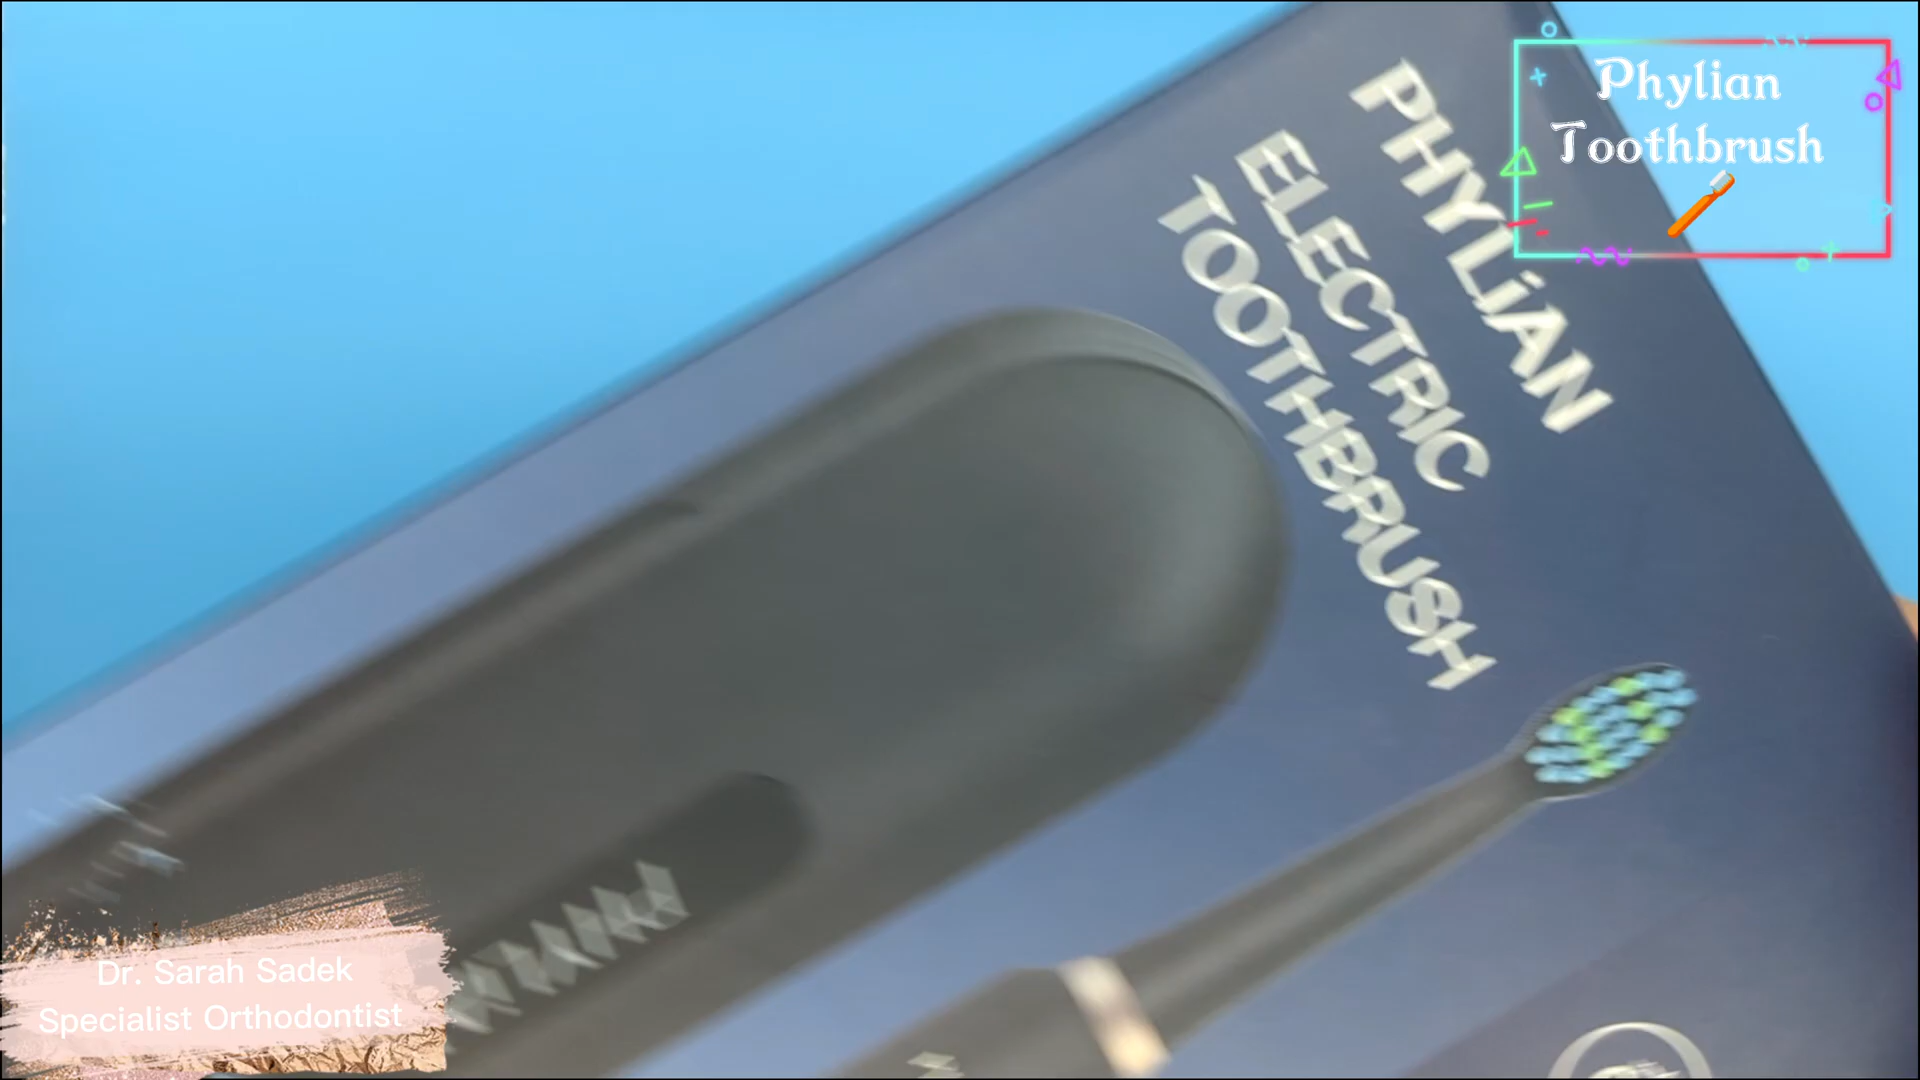 Phylian
Toothbrush
PHYLiAN
ELECTRIC
TOOTHBRUSH
Dr. Sarah Sadek
Specialist Orthodontist